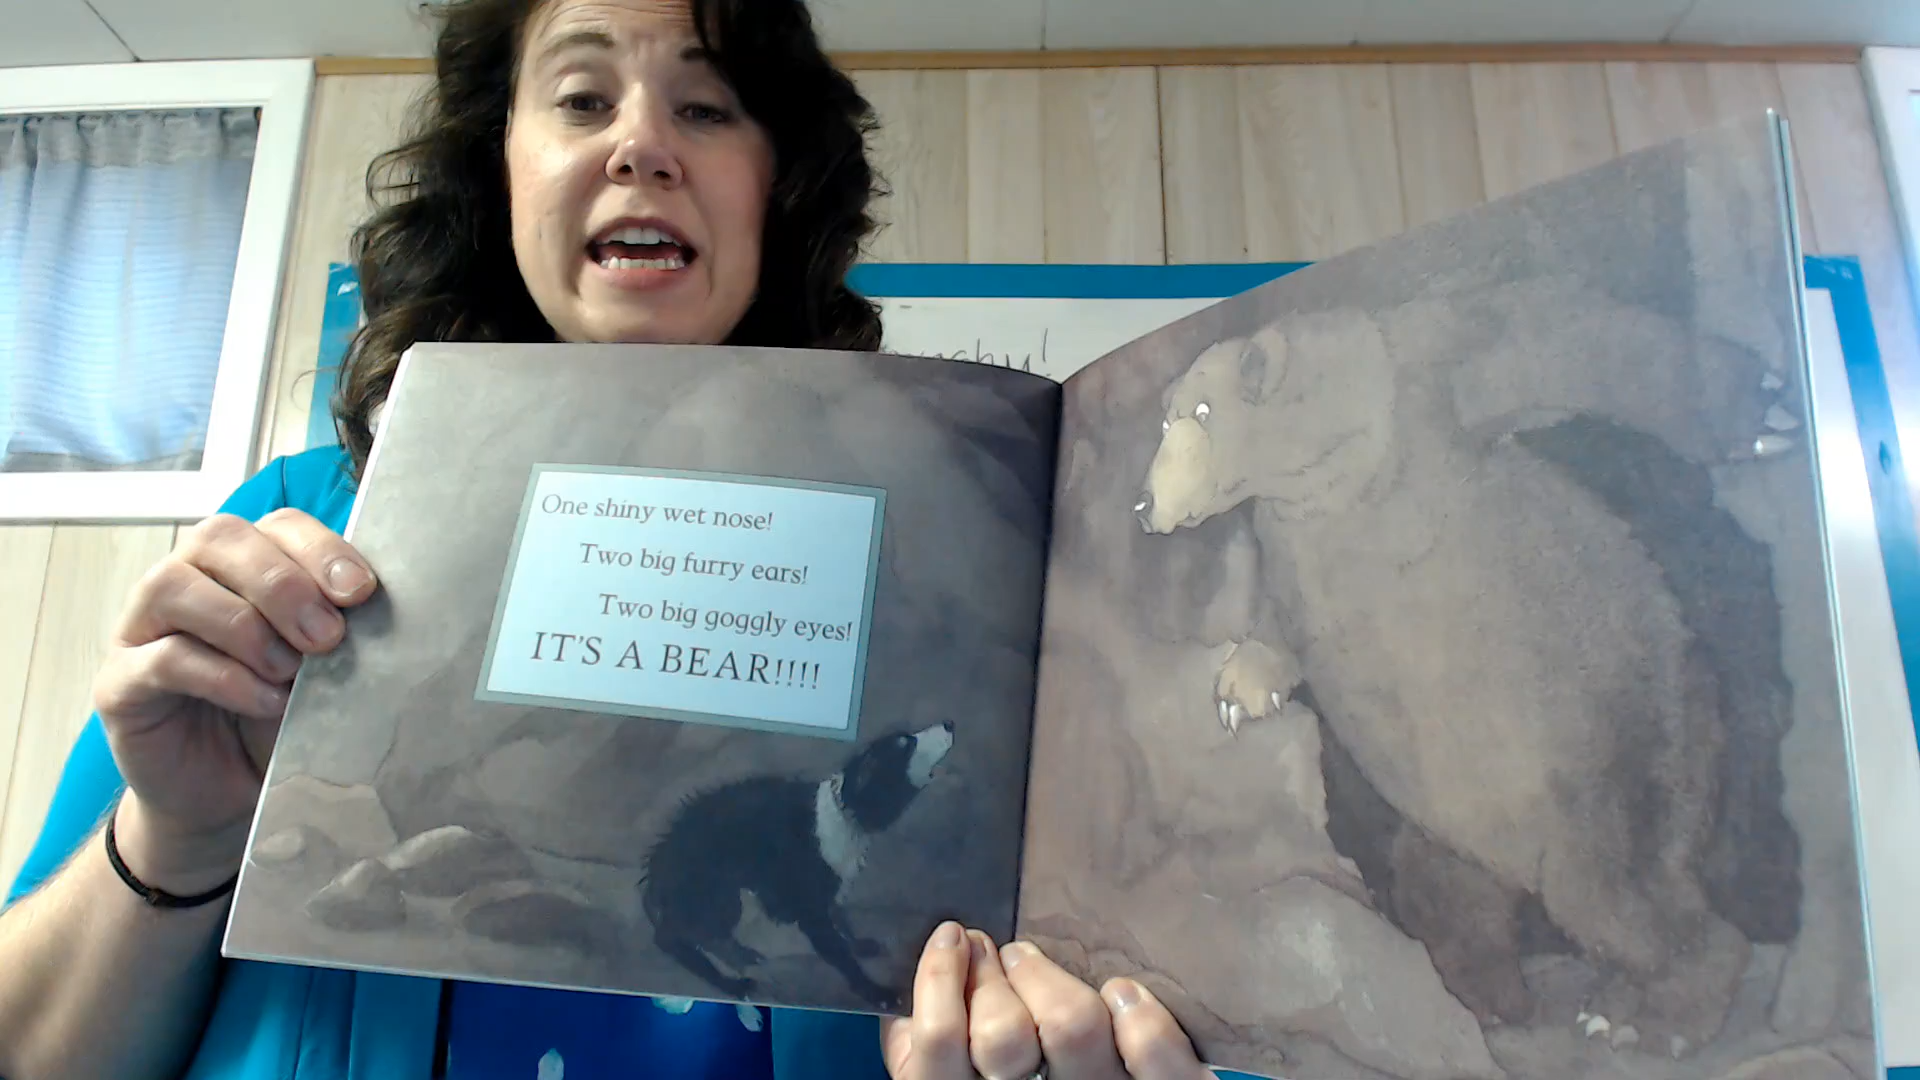 One shiny wet nose!
Two big furry ears!
Two big goggly eyes!
IT'S A BEAR!!!!